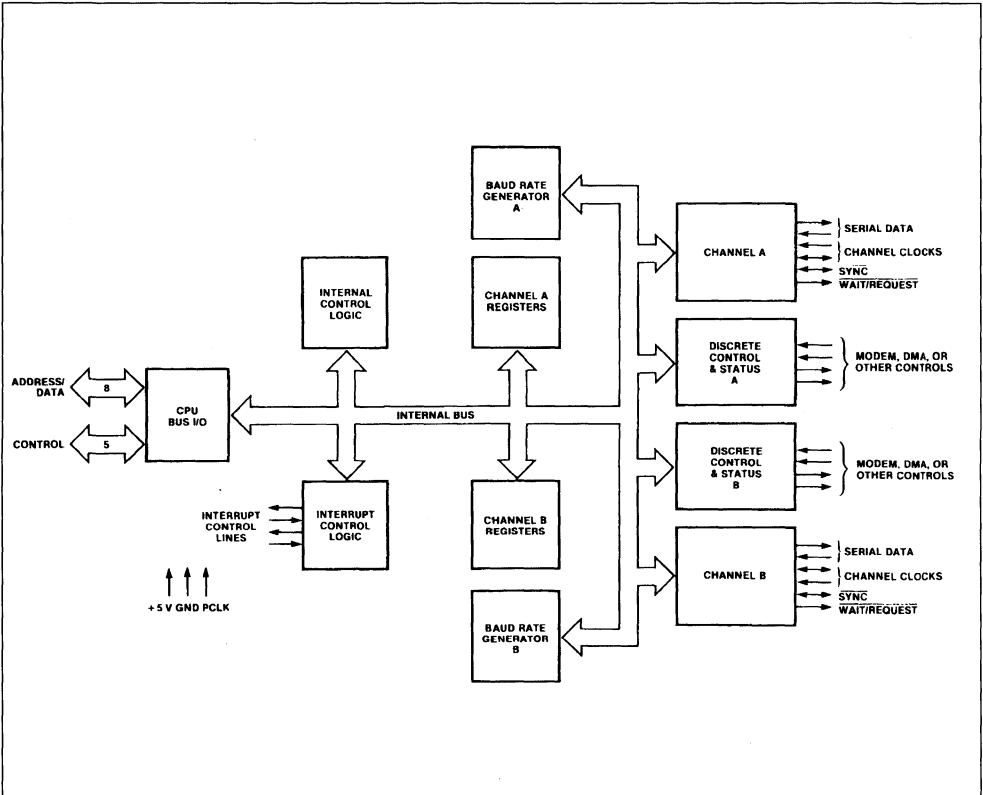 BAUD RATE
GENERATOR
A
CHANNEL A
SERIAL DATA
CHANNEL CLOCKS
SYNC
WAIT/REQUEST
INTERNAL
CONTROL
LOGIC
CHANNEL A
REGISTERS
DISCRETE
CONTROL
& STATUS
A
MODEM, DMA, OR
OTHER CONTROLS
ADDRESS/
DATA
8
CPU
BUS I/O
INTERNAL BUS
CONTROL
5
DISCRETE
CONTROL
& STATUS
B
MODEM, DMA, OR
OTHER CONTROLS
INTERRUPT
CONTROL
LINES
INTERRUPT
CONTROL
LOGIC
CHANNEL B
REGISTERS
CHANNEL B
SERIAL DATA
CHANNEL CLOCKS
SYNC
WAIT/REQUEST
+5 V GND PCLK
BAUD RATE
GENERATOR
B